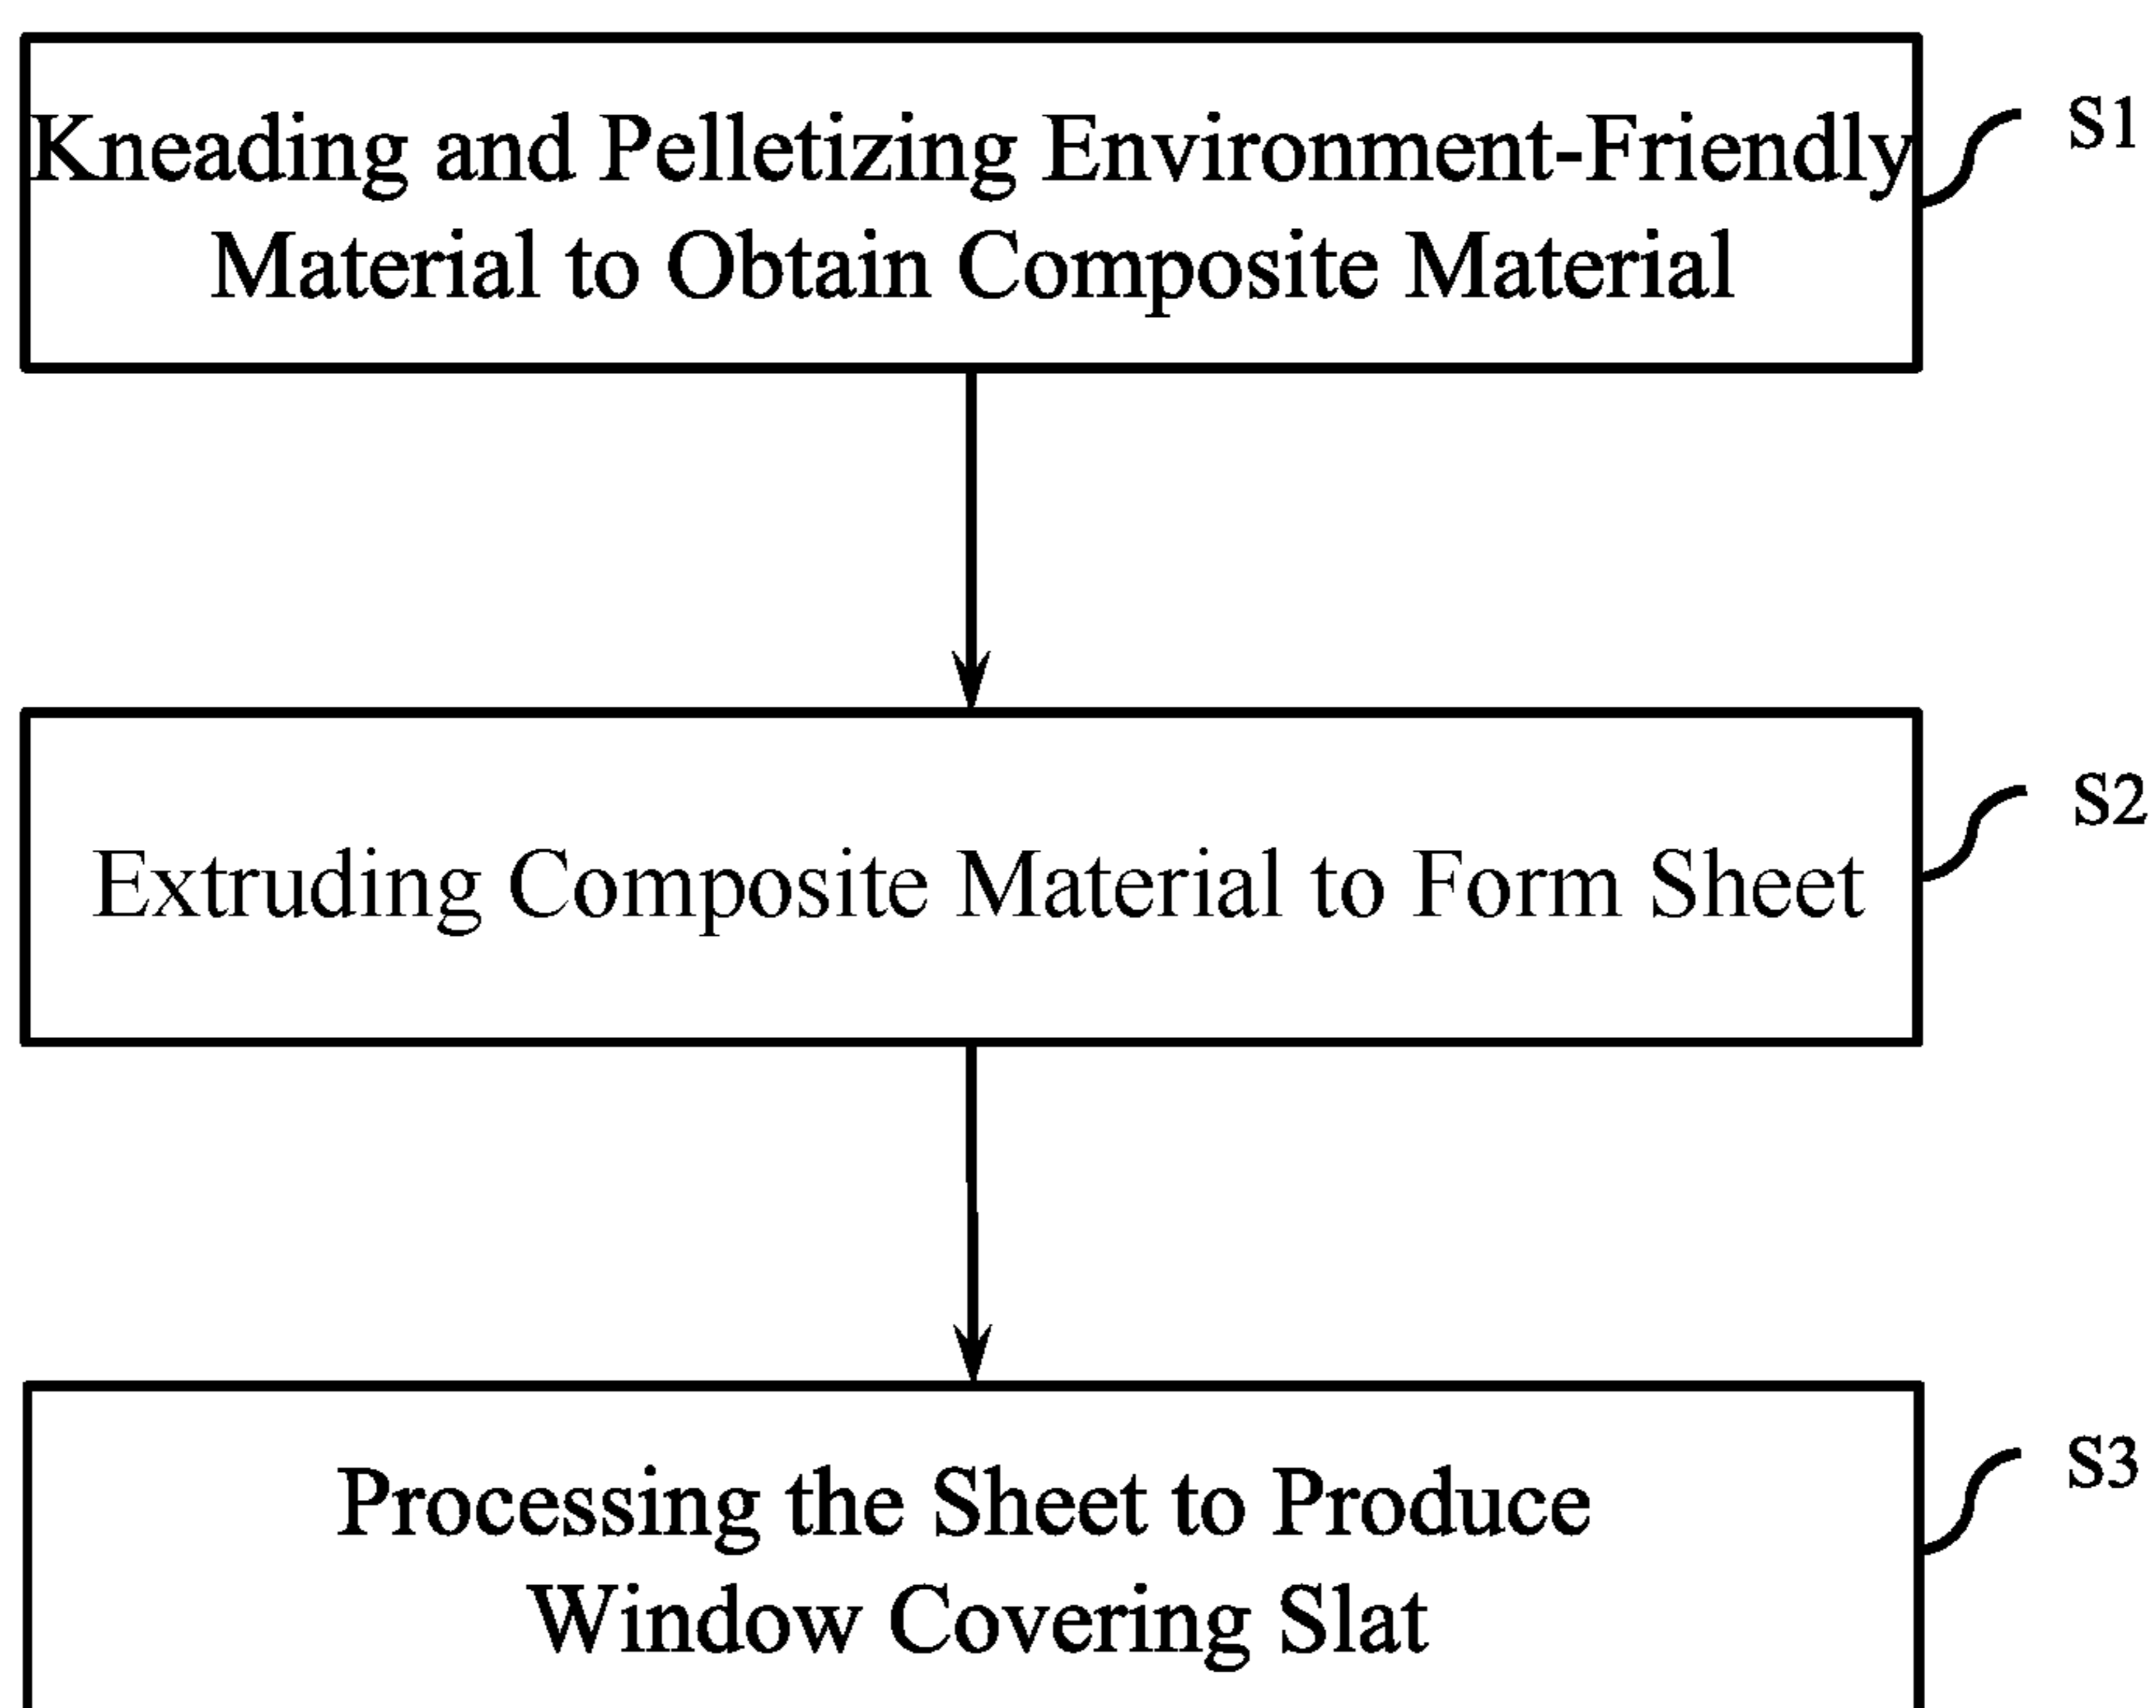 Kneading and Pelletizing Environment-Friendly
Material to Obtain Composite Material
S1
Extruding Composite Material to Form Sheet
S2
Processing the Sheet to Produce
Window Covering Slat
S3